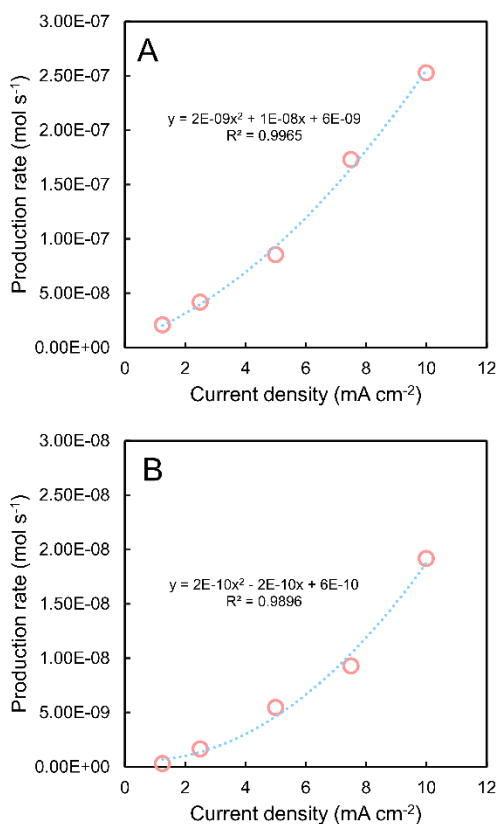 A
3.00E-07
2.50E-07
2.00E-07
1.50E-07
1.00E-07
5.00E-08
0.00E+00
Production rate (mol s⁻¹)
y = 2E-09x² + 1E-08x + 6E-09
R² = 0.9965
0 2 4 6 8 10 12
Current density (mA cm⁻²)
B
3.00E-08
2.50E-08
2.00E-08
1.50E-08
1.00E-08
5.00E-09
0.00E+00
Production rate (mol s⁻¹)
y = 2E-10x² - 2E-10x + 6E-10
R² = 0.9896
0 2 4 6 8 10 12
Current density (mA cm⁻²)